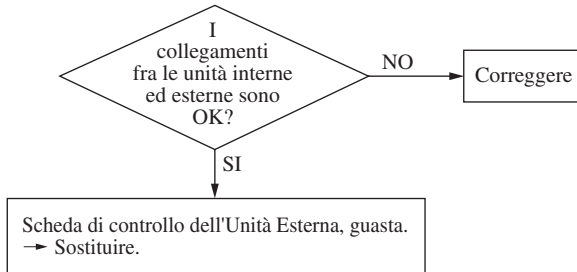 I
collegamenti
fra le unità interne
ed esterne sono
OK?
NO
Correggere
SI
Scheda di controllo dell'Unità Esterna, guasta.
→ Sostituire.